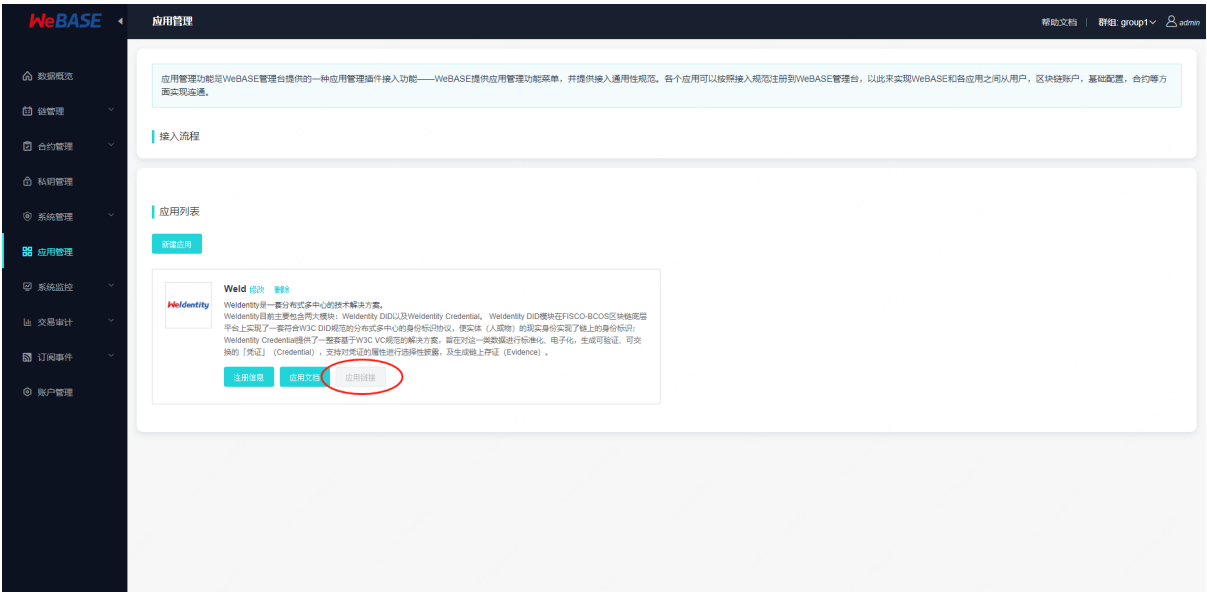 WeBASE
应用管理
帮助文档
群组: group1
admin
数据概览
链管理
合约管理
私钥管理
系统管理
应用管理
系统监控
交易审计
订阅事件
账户管理
应用管理功能是WeBASE管理台提供的一种应用管理插件接入功能——WeBASE提供应用管理功能菜单，并提供接入通用性规范。各个应用可以按照接入规范注册到WeBASE管理台，以此来实现WeBASE和各应用之间从用户，区块链账户，基础配置，合约等方
面实现连通。
接入流程
应用列表
新建应用
WeIdentity
WeId 修改 删除
WeIdentity是一套分布式多中心的技术解决方案。
WeIdentity目前主要包含两大模块：WeIdentity DID以及WeIdentity Credential。 WeIdentity DID模块在FISCO-BCOS区块链底层
平台上实现了一套符合W3C DID规范的分布式多中心的身份标识协议，使实体（人或物）的现实身份实现了链上的身份标识；
WeIdentity Credential提供了一整套基于W3C VC规范的解决方案，旨在对这一类数据进行标准化、电子化，生成可验证、可交
换的「凭证」（Credential），支持对凭证的属性进行选择性披露，及生成链上存证（Evidence）。
注册信息
应用文档
应用链接